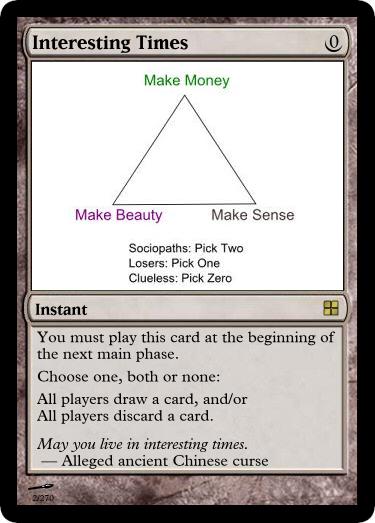 Interesting Times 0
Make Money
Make Beauty Make Sense
Sociopaths: Pick Two
Losers: Pick One
Clueless: Pick Zero
Instant
You must play this card at the beginning of
the next main phase.
Choose one, both or none:
All players draw a card, and/or
All players discard a card.
May you live in interesting times.
— Alleged ancient Chinese curse
2/270